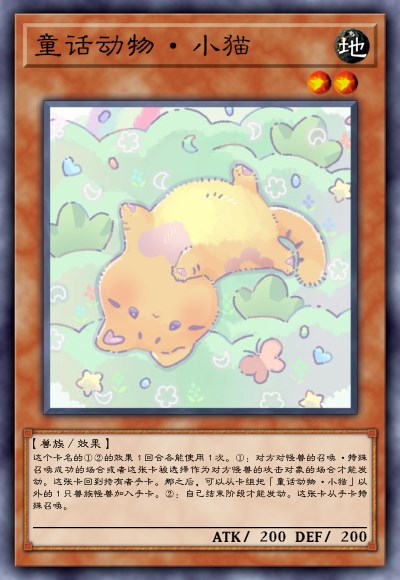 童话动物・小猫
地
【兽族／效果】
这个卡名的①②的效果1回合各能使用1次。①：对方对怪兽的召唤・特殊
召唤成功的场合或者这张卡被选择作为对方怪兽的攻击对象的场合才能发
动。这张卡回到持有者手卡。那之后，可以从卡组把「童话动物・小猫」以
外的1只兽族怪兽加入手卡。②：自己结束阶段才能发动。这张卡从手卡特
殊召唤。
ATK/ 200 DEF/ 200